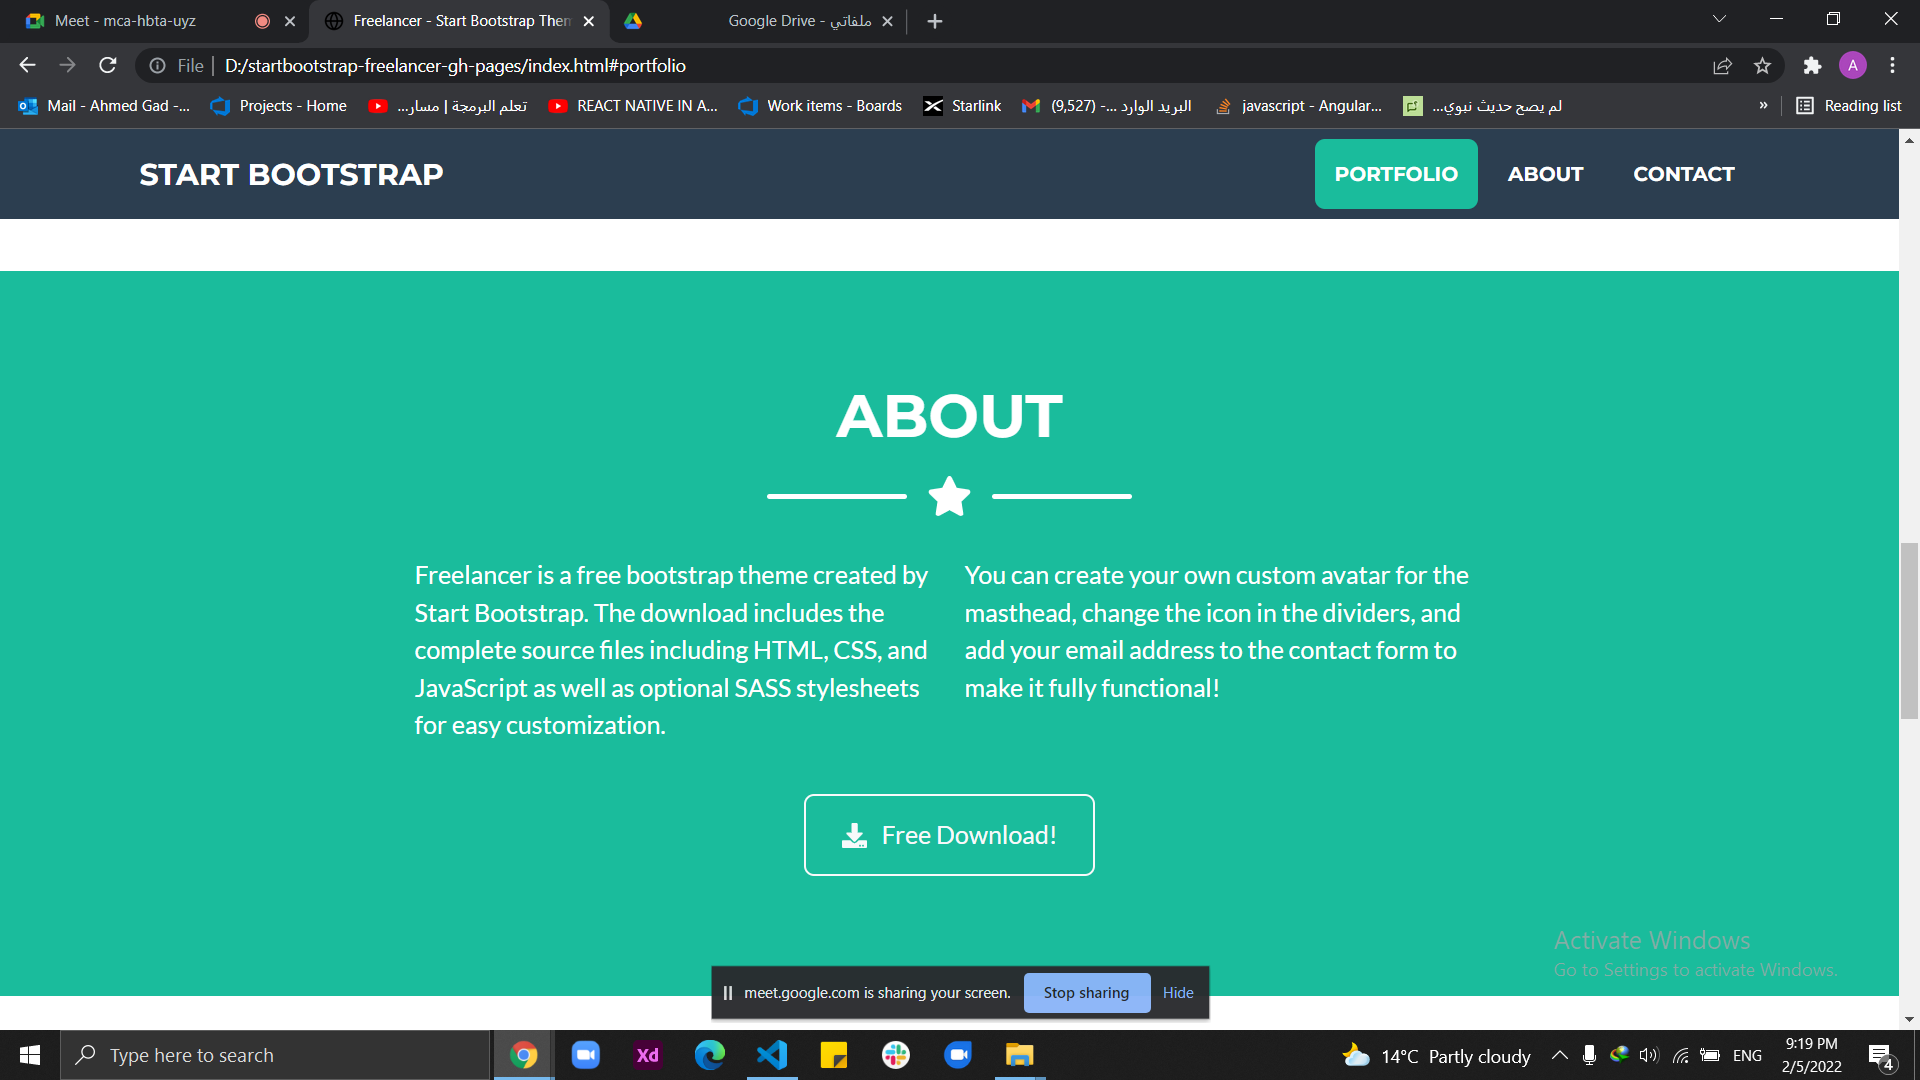 Meet - mca-hbta-uyz
Freelancer - Start Bootstrap Them
ملفاتي - Google Drive
File
D:/startbootstrap-freelancer-gh-pages/index.html#portfolio
A
Mail - Ahmed Gad -...
Projects - Home
تعلم البرمجة | مسار...
REACT NATIVE IN A...
Work items - Boards
Starlink
البريد الوارد -... (9,527)
javascript - Angular...
لم يصح حديث نبوي...
»
Reading list
START BOOTSTRAP
PORTFOLIO
ABOUT
CONTACT
ABOUT
Freelancer is a free bootstrap theme created by
Start Bootstrap. The download includes the
complete source files including HTML, CSS, and
JavaScript as well as optional SASS stylesheets
for easy customization.
You can create your own custom avatar for the
masthead, change the icon in the dividers, and
add your email address to the contact form to
make it fully functional!
Free Download!
Activate Windows
Go to Settings to activate Windows.
meet.google.com is sharing your screen.
Stop sharing
Hide
Type here to search
Xd
14°C Partly cloudy
ENG
9:19 PM
2/5/2022
4